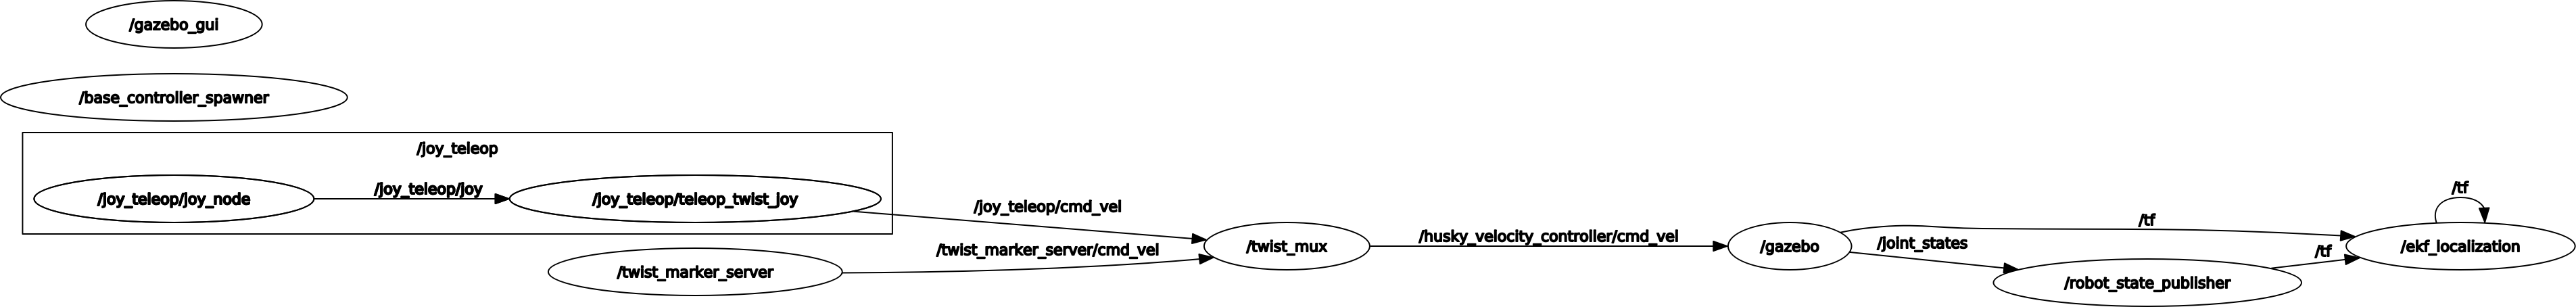 /gazebo_gui
/base_controller_spawner
/joy_teleop
/joy_teleop/joy_node
/joy_teleop/joy
/joy_teleop/teleop_twist_joy
/joy_teleop/cmd_vel
/twist_marker_server
/twist_marker_server/cmd_vel
/twist_mux
/husky_velocity_controller/cmd_vel
/gazebo
/tf
/joint_states
/robot_state_publisher
/tf
/tf
/ekf_localization